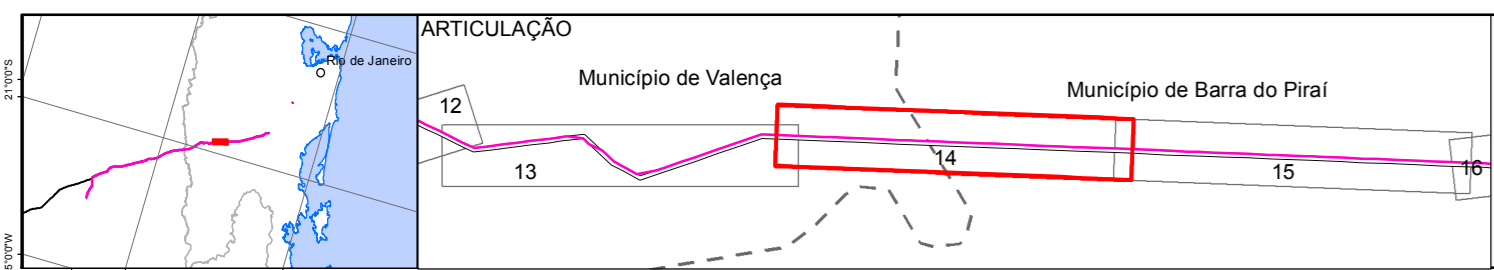 ARTICULAÇÃO
Rio de Janeiro
21°0'0"S
5°0'0"W
Município de Valença
Município de Barra do Piraí
12
13
14
15
16